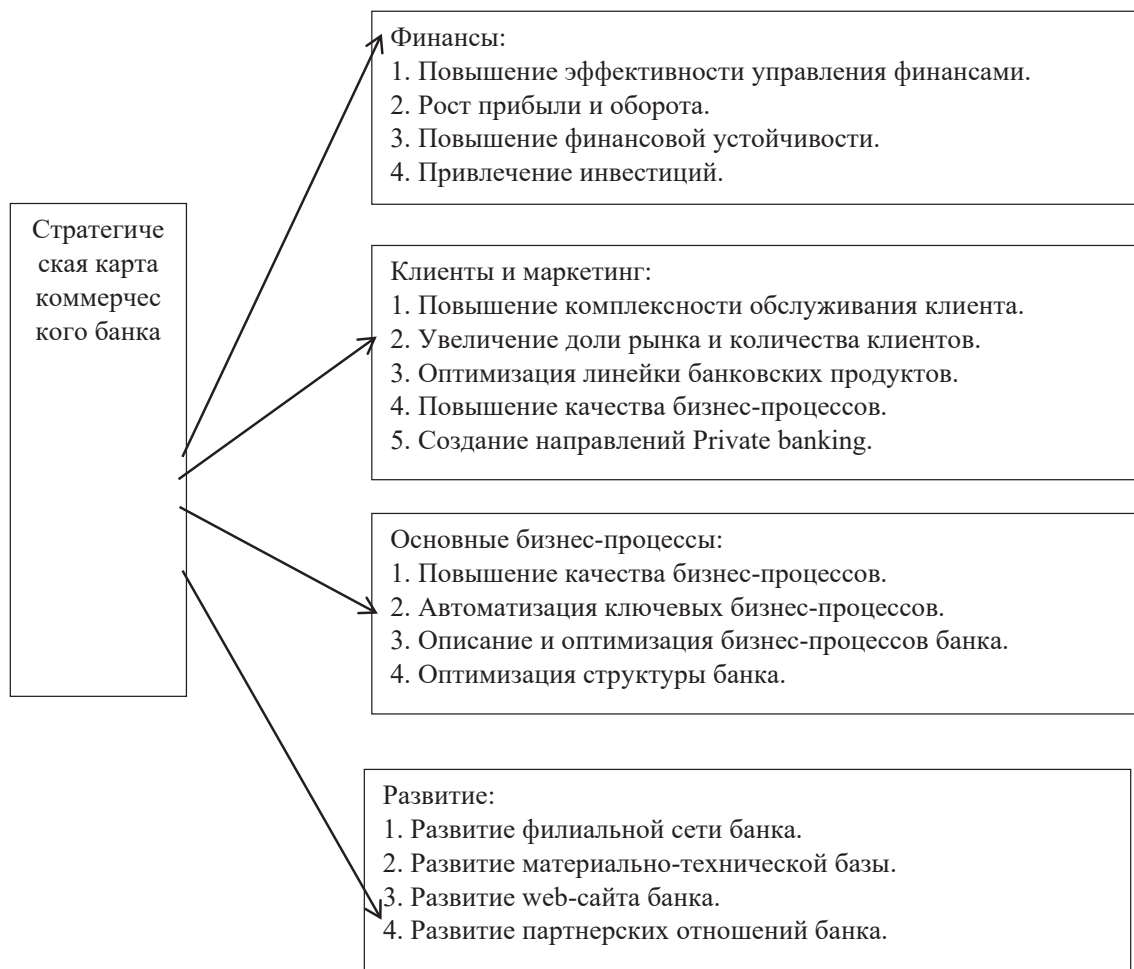 Финансы:
1. Повышение эффективности управления финансами.
2. Рост прибыли и оборота.
3. Повышение финансовой устойчивости.
4. Привлечение инвестиций.
Стратегиче
ская карта
коммерчес
кого банка
Клиенты и маркетинг:
1. Повышение комплексности обслуживания клиента.
2. Увеличение доли рынка и количества клиентов.
3. Оптимизация линейки банковских продуктов.
4. Повышение качества бизнес-процессов.
5. Создание направлений Private banking.
Основные бизнес-процессы:
1. Повышение качества бизнес-процессов.
2. Автоматизация ключевых бизнес-процессов.
3. Описание и оптимизация бизнес-процессов банка.
4. Оптимизация структуры банка.
Развитие:
1. Развитие филиальной сети банка.
2. Развитие материально-технической базы.
3. Развитие web-сайта банка.
4. Развитие партнерских отношений банка.